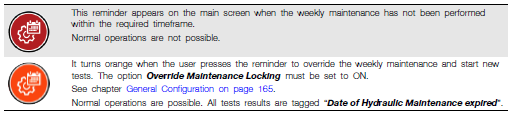 This reminder appears on the main screen when the weekly maintenance has not been performed
within the required timeframe.
Normal operations are not possible.
It turns orange when the user presses the reminder to override the weekly maintenance and start new
tests. The option Override Maintenance Locking must be set to ON.
See chapter General Configuration on page 165.
Normal operations are possible. All tests results are tagged "Date of Hydraulic Maintenance expired".